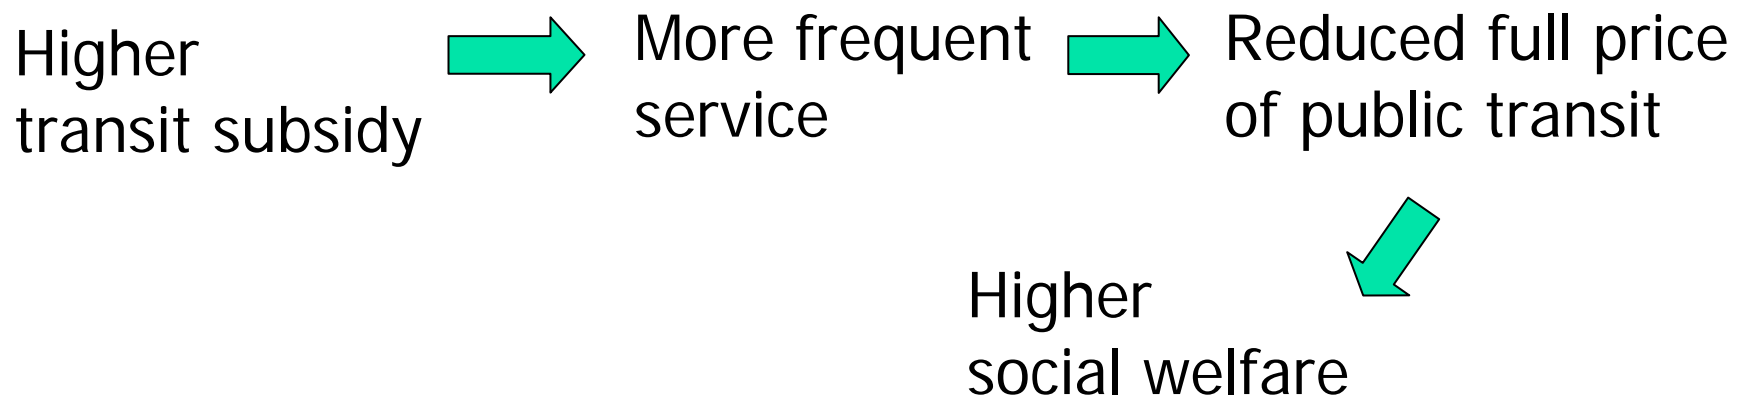 Higher
transit subsidy
More frequent
service
Reduced full price
of public transit
Higher
social welfare